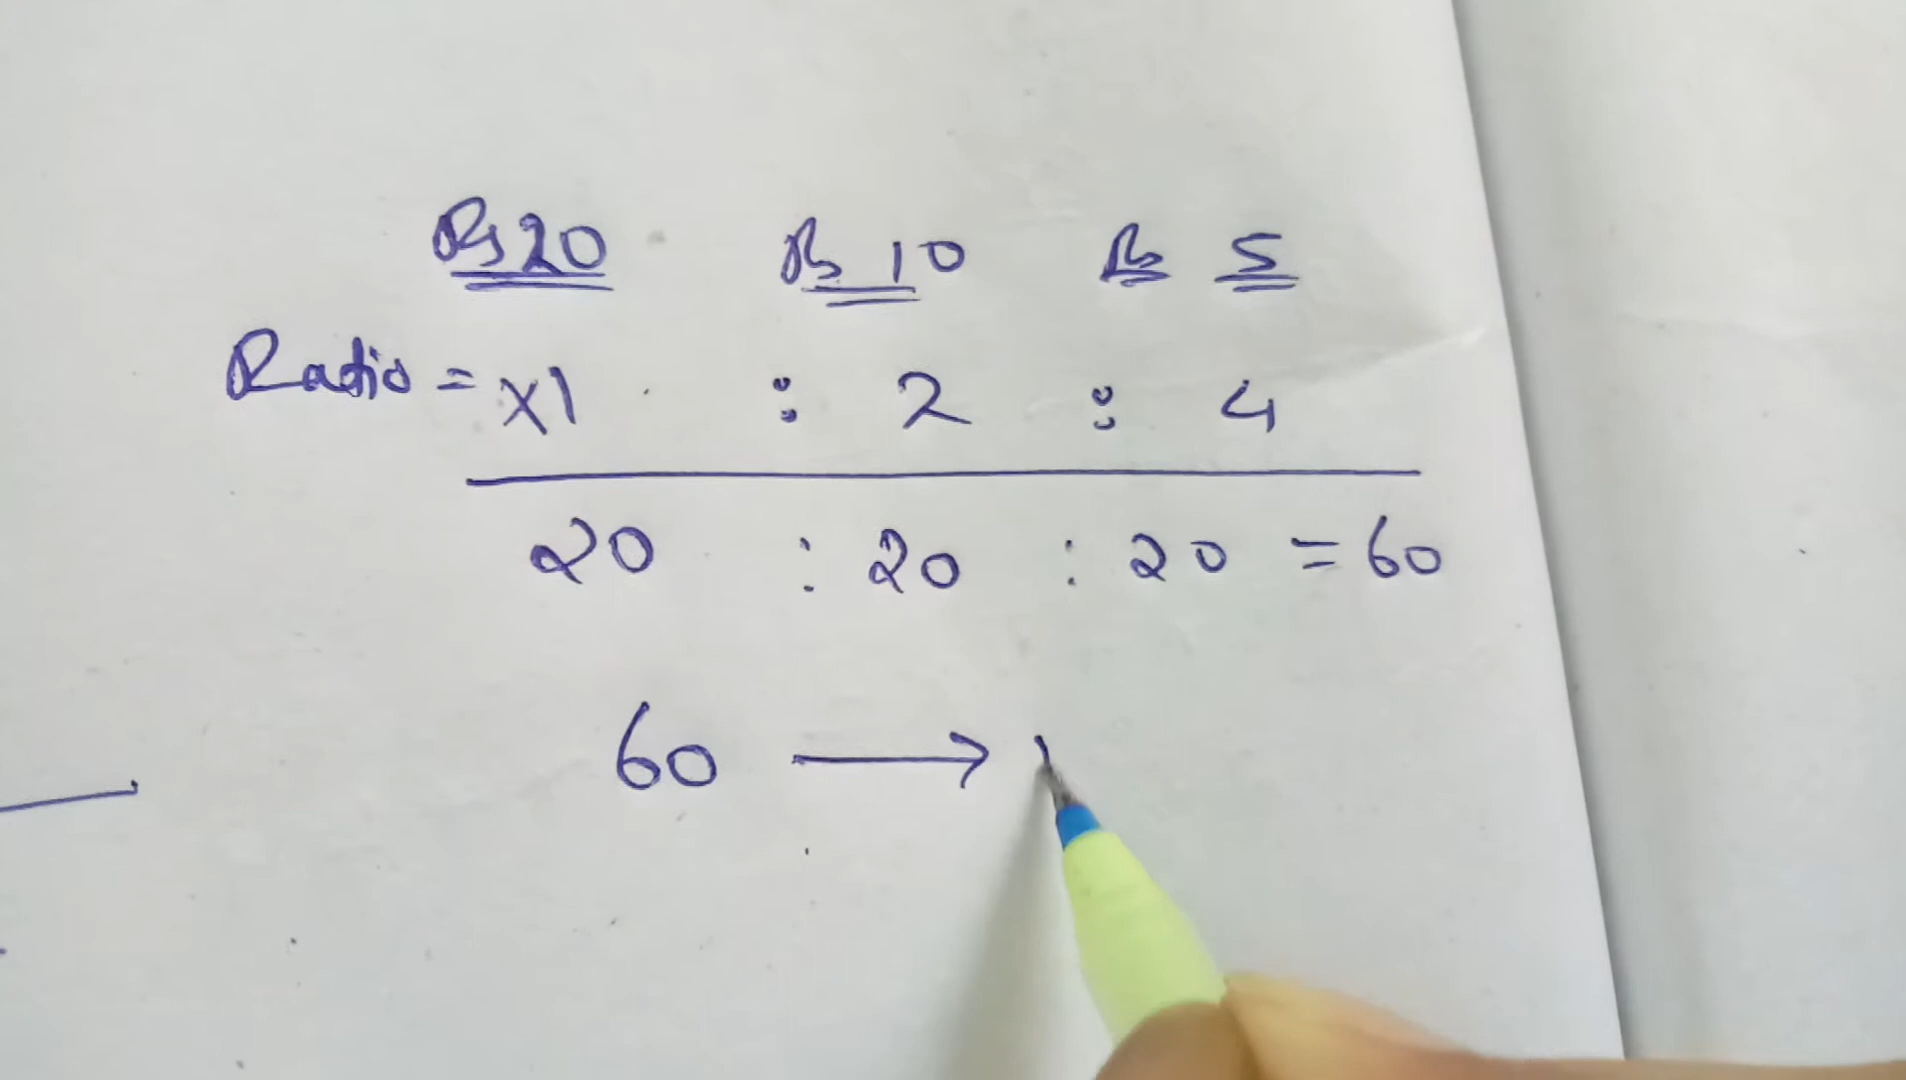 Rs 20 Rs 10 Rs 5
Ratio = x1 : 2 : 4
20 : 20 : 20 = 60
60 →